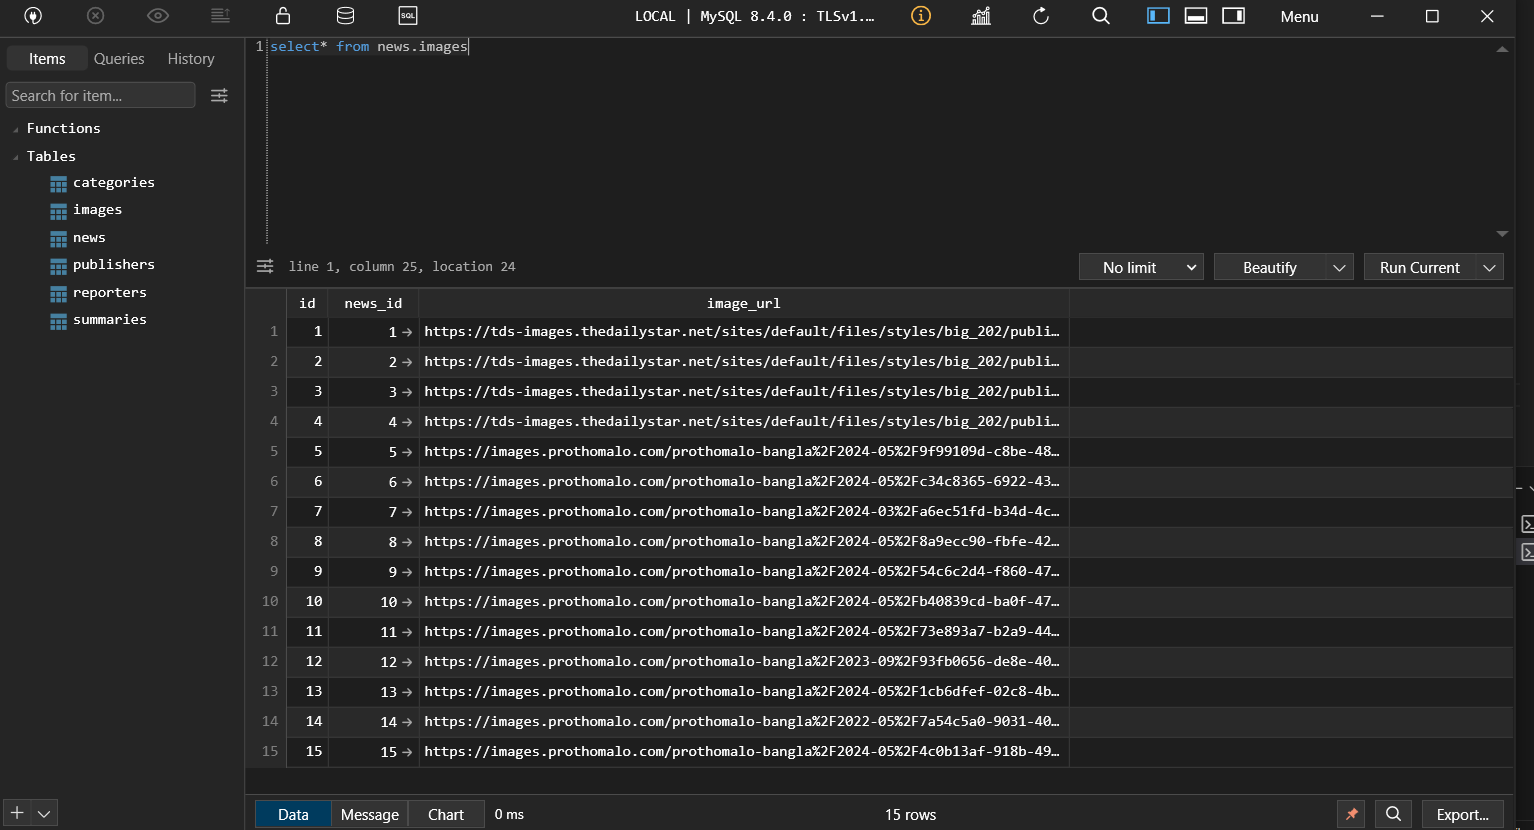 SQL LOCAL | MySQL 8.4.0 : TLSv1.... Menu
Items Queries History
Search for item...
Functions
Tables
categories
images
news
publishers
reporters
summaries
1 select* from news.images
line 1, column 25, location 24 No limit Beautify Run Current
id news_id image_url
1 1 1 → https://tds-images.thedailystar.net/sites/default/files/styles/big_202/publi…
2 2 2 → https://tds-images.thedailystar.net/sites/default/files/styles/big_202/publi…
3 3 3 → https://tds-images.thedailystar.net/sites/default/files/styles/big_202/publi…
4 4 4 → https://tds-images.thedailystar.net/sites/default/files/styles/big_202/publi…
5 5 5 → https://images.prothomalo.com/prothomalo-bangla%2F2024-05%2F9f99109d-c8be-48…
6 6 6 → https://images.prothomalo.com/prothomalo-bangla%2F2024-05%2Fc34c8365-6922-43…
7 7 7 → https://images.prothomalo.com/prothomalo-bangla%2F2024-03%2Fa6ec51fd-b34d-4c…
8 8 8 → https://images.prothomalo.com/prothomalo-bangla%2F2024-05%2F8a9ecc90-fbfe-42…
9 9 9 → https://images.prothomalo.com/prothomalo-bangla%2F2024-05%2F54c6c2d4-f860-47…
10 10 10 → https://images.prothomalo.com/prothomalo-bangla%2F2024-05%2Fb40839cd-ba0f-47…
11 11 11 → https://images.prothomalo.com/prothomalo-bangla%2F2024-05%2F73e893a7-b2a9-44…
12 12 12 → https://images.prothomalo.com/prothomalo-bangla%2F2023-09%2F93fb0656-de8e-40…
13 13 13 → https://images.prothomalo.com/prothomalo-bangla%2F2024-05%2F1cb6dfef-02c8-4b…
14 14 14 → https://images.prothomalo.com/prothomalo-bangla%2F2022-05%2F7a54c5a0-9031-40…
15 15 15 → https://images.prothomalo.com/prothomalo-bangla%2F2024-05%2F4c0b13af-918b-49…
Data Message Chart 0 ms 15 rows Export...